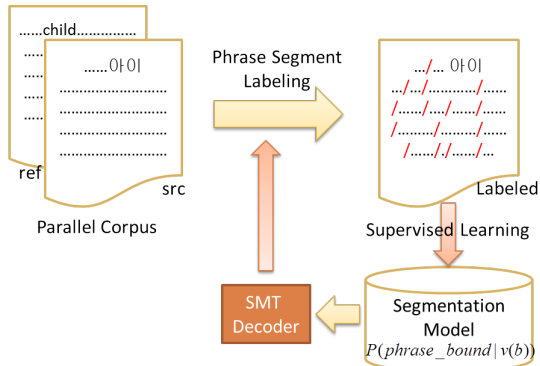 ......child...............
......아이
..............................
..............................
..............................
..............................
ref
src
Parallel Corpus
Phrase Segment
Labeling
.../... 아이
.../.../............/......
/....../..../....../......
/........../....../......
/....../../....../...
Labeled
Supervised Learning
SMT
Decoder
Segmentation
Model
P(phrase_bound|v(b))